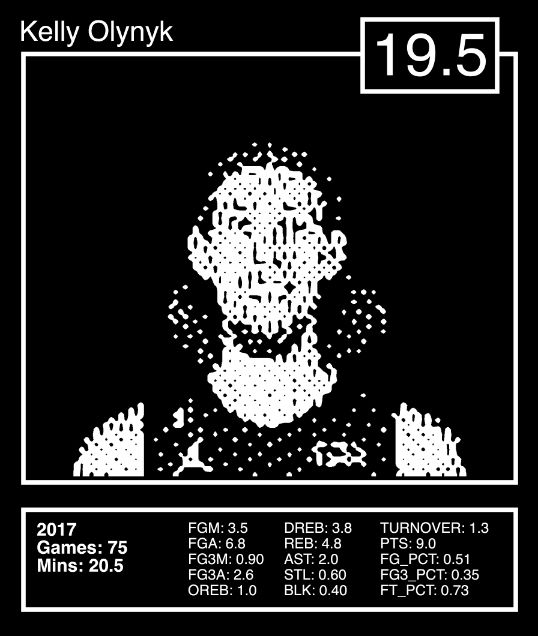 Kelly Olynyk
19.5
2017
Games: 75
Mins: 20.5
FGM: 3.5
FGA: 6.8
FG3M: 0.90
FG3A: 2.6
OREB: 1.0
DREB: 3.8
REB: 4.8
AST: 2.0
STL: 0.60
BLK: 0.40
TURNOVER: 1.3
PTS: 9.0
FG_PCT: 0.51
FG3_PCT: 0.35
FT_PCT: 0.73